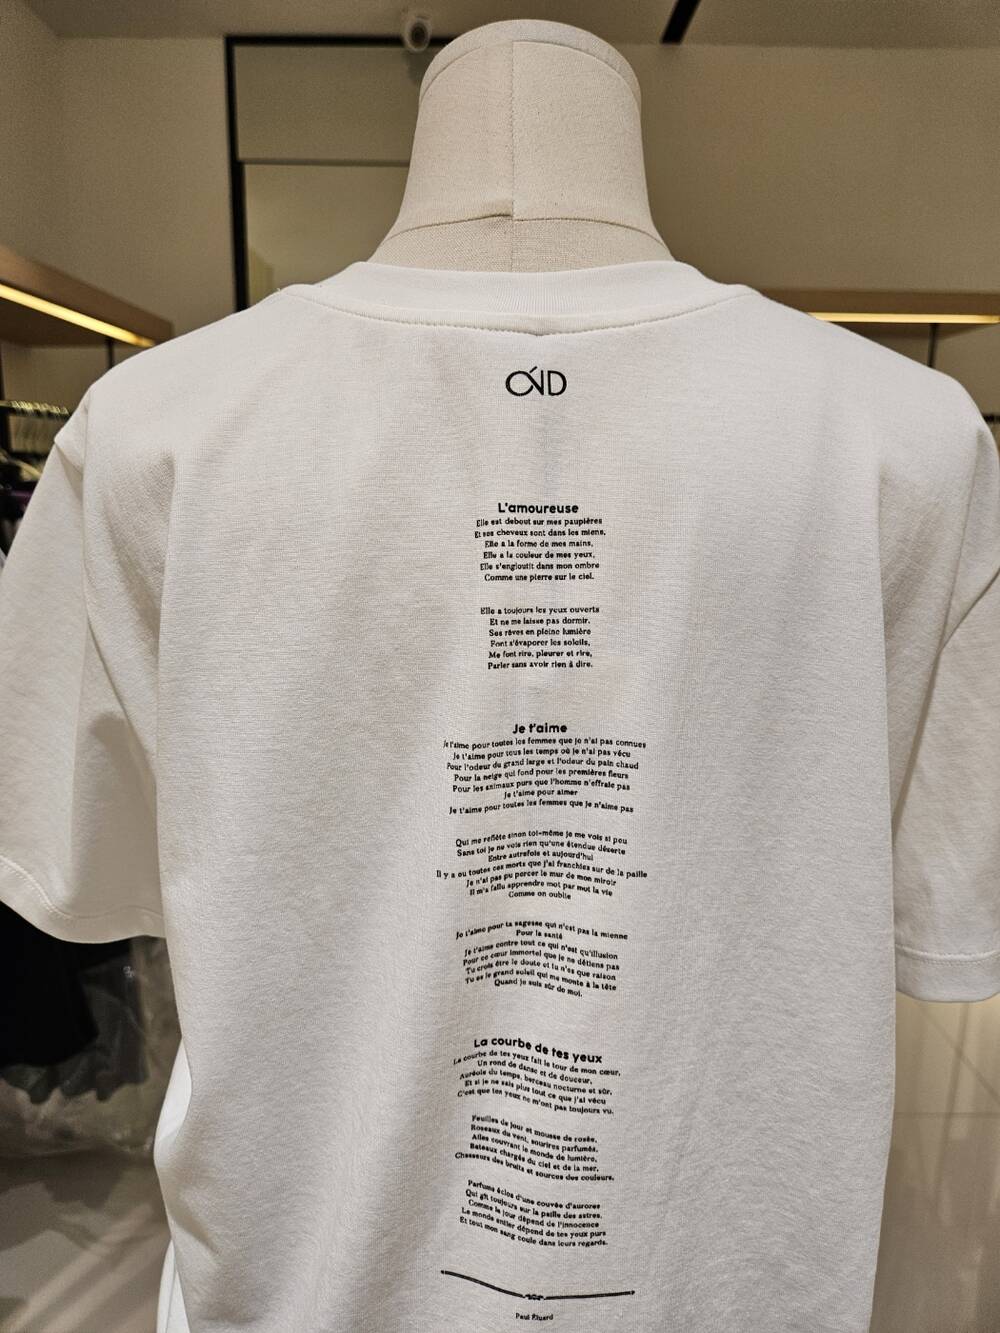 OND
L'amoureuse
Elle est debout sur mes paupières
Et ses cheveux sont dans les miens,
Elle a la forme de mes mains,
Elle a la couleur de mes yeux,
Elle s'engloutit dans mon ombre
Comme une pierre sur le ciel.
Elle a toujours les yeux ouverts
Et ne me laisse pas dormir.
Ses rêves en pleine lumière
Font s'évaporer les soleils,
Me font rire, pleurer et rire,
Parler sans avoir rien à dire.
Je t'aime
Je t'aime pour toutes les femmes que je n'ai pas connues
Je t'aime pour tous les temps où je n'ai pas vécu
Pour l'odeur du grand large et l'odeur du pain chaud
Pour la neige qui fond pour les premières fleurs
Pour les animaux purs que l'homme n'effraie pas
Je t'aime pour aimer
Je t'aime pour toutes les femmes que je n'aime pas
Qui me reflète sinon toi-même je me vois si peu
Sans toi je ne vois rien qu'une étendue déserte
Entre autrefois et aujourd'hui
Il y a eu toutes ces morts que j'ai franchies sur de la paille
Je n'ai pas pu percer le mur de mon miroir
Il m'a fallu apprendre mot par mot la vie
Comme on oublie
Je t'aime pour ta sagesse qui n'est pas la mienne
Pour la santé
Je t'aime contre tout ce qui n'est qu'illusion
Pour ce cœur immortel que je ne détiens pas
Tu crois être le doute et tu n'es que raison
Tu es le grand soleil qui me monte à la tête
Quand je suis sûr de moi.
La courbe de tes yeux
La courbe de tes yeux fait le tour de mon cœur,
Un rond de danse et de douceur,
Auréole du temps, berceau nocturne et sûr,
Et si je ne sais plus tout ce que j'ai vécu
C'est que tes yeux ne m'ont pas toujours vu.
Feuilles de jour et mousse de rosée,
Roseaux du vent, sourires parfumés,
Ailes couvrant le monde de lumière,
Bateaux chargés du ciel et de la mer,
Chasseurs des bruits et sources des couleurs,
Parfums éclos d'une couvée d'aurores
Qui gît toujours sur la paille des astres,
Comme le jour dépend de l'innocence
Le monde entier dépend de tes yeux purs
Et tout mon sang coule dans leurs regards.
Paul Éluard